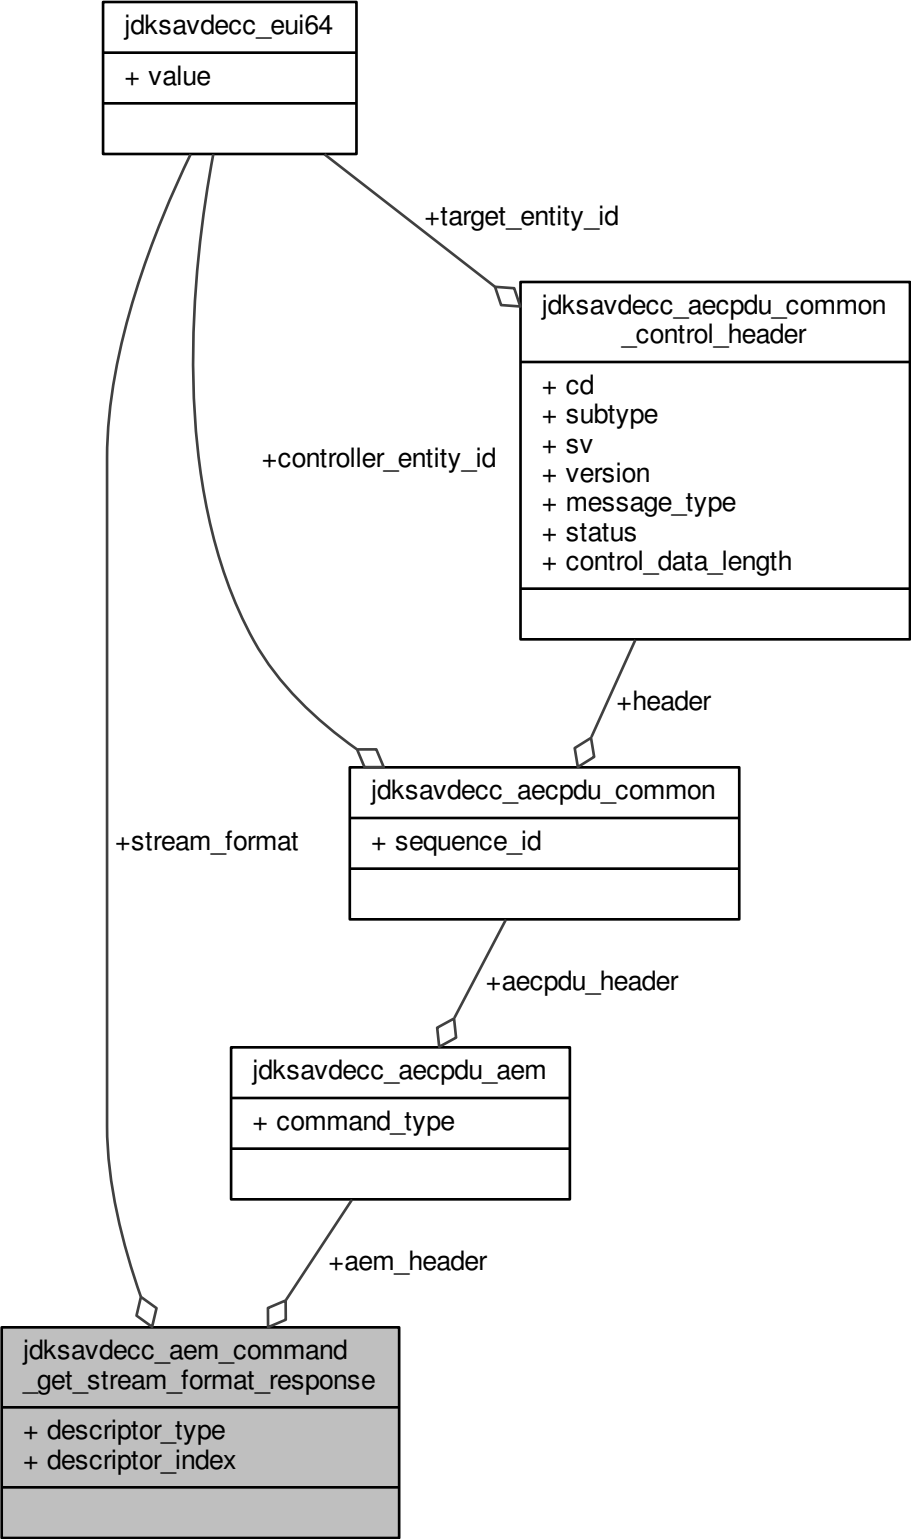 jdksavdecc_eui64
+ value
+target_entity_id
jdksavdecc_aecpdu_common
_control_header
+ cd
+ subtype
+ sv
+ version
+ message_type
+ status
+ control_data_length
+controller_entity_id
+header
jdksavdecc_aecpdu_common
+ sequence_id
+stream_format
+aecpdu_header
jdksavdecc_aecpdu_aem
+ command_type
+aem_header
jdksavdecc_aem_command
_get_stream_format_response
+ descriptor_type
+ descriptor_index